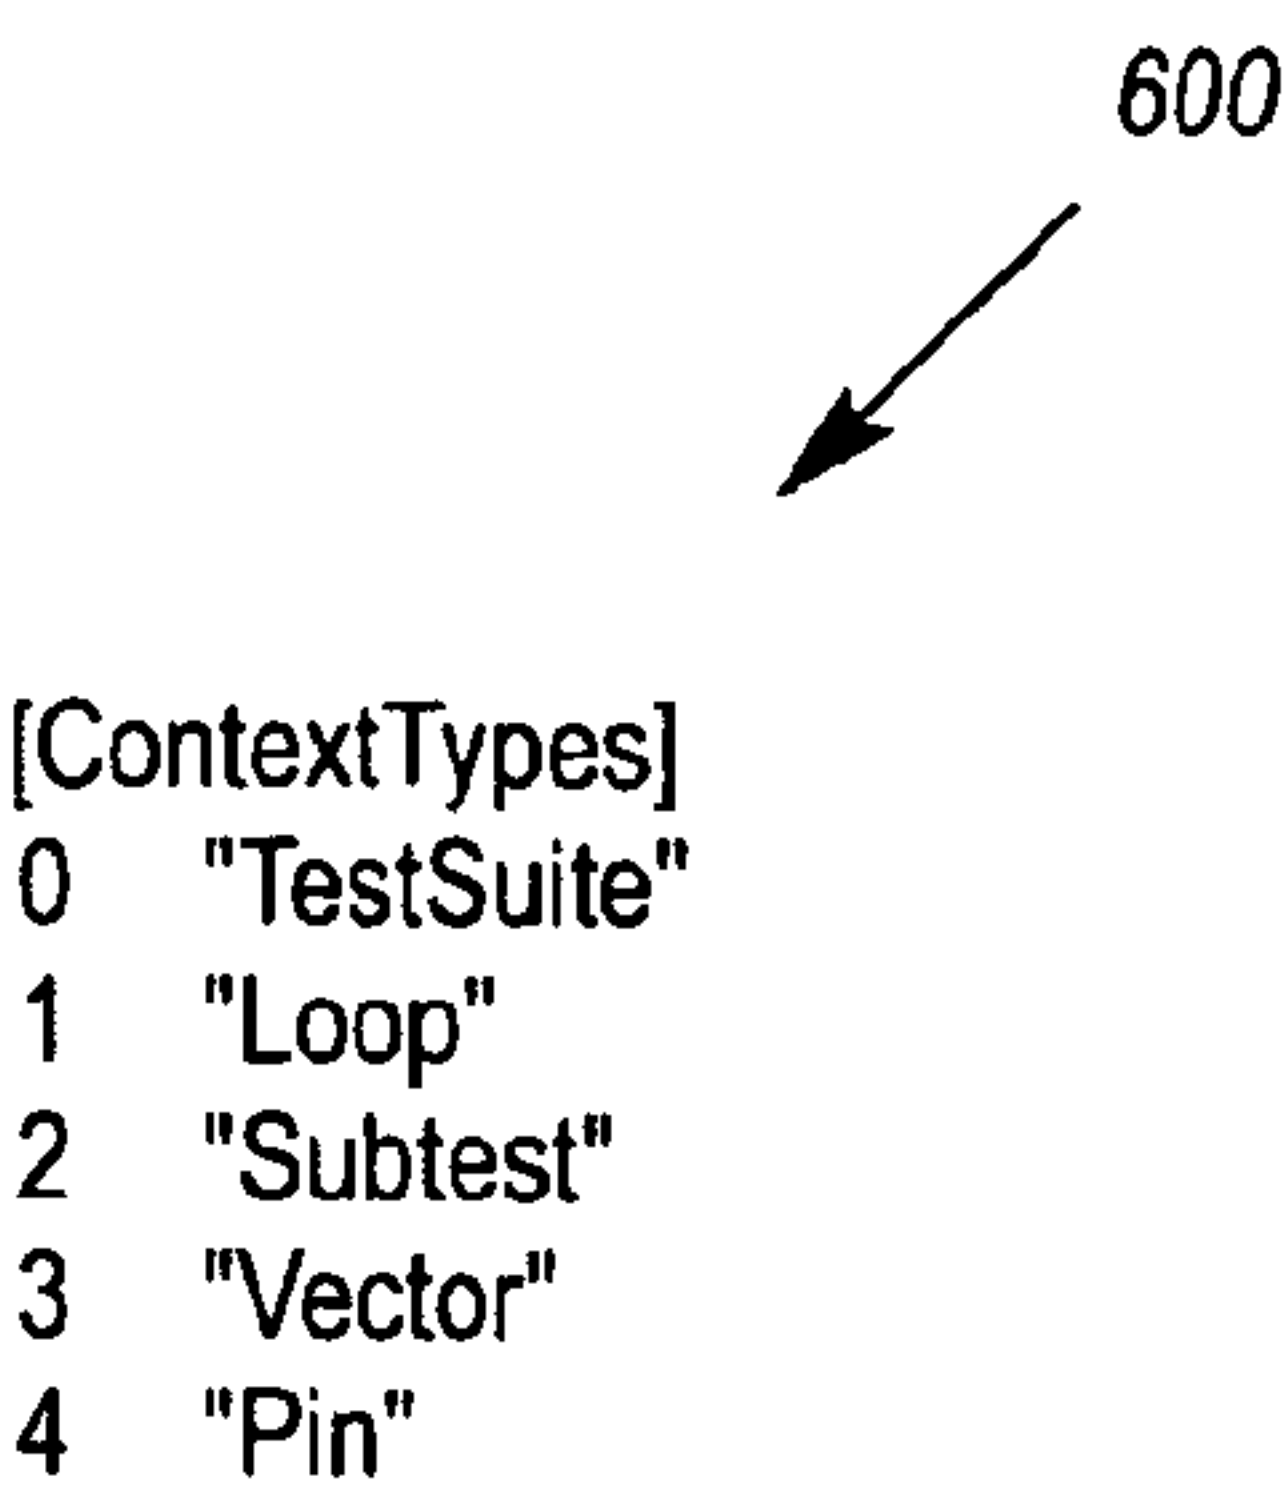 600
[ContextTypes]
0 "TestSuite"
1 "Loop"
2 "Subtest"
3 "Vector"
4 "Pin"